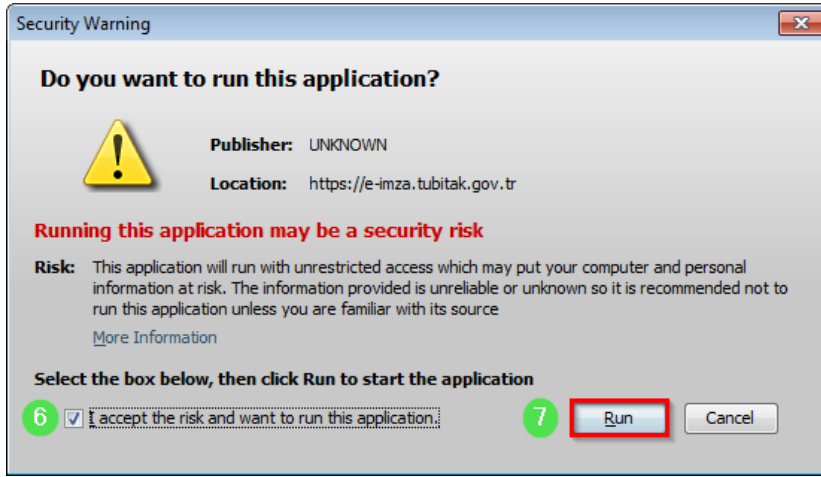 Security Warning
Do you want to run this application?
Publisher: UNKNOWN
Location: https://e-imza.tubitak.gov.tr
Running this application may be a security risk
Risk: This application will run with unrestricted access which may put your computer and personal
information at risk. The information provided is unreliable or unknown so it is recommended not to
run this application unless you are familiar with its source
More Information
Select the box below, then click Run to start the application
6 I accept the risk and want to run this application. 7 Run Cancel